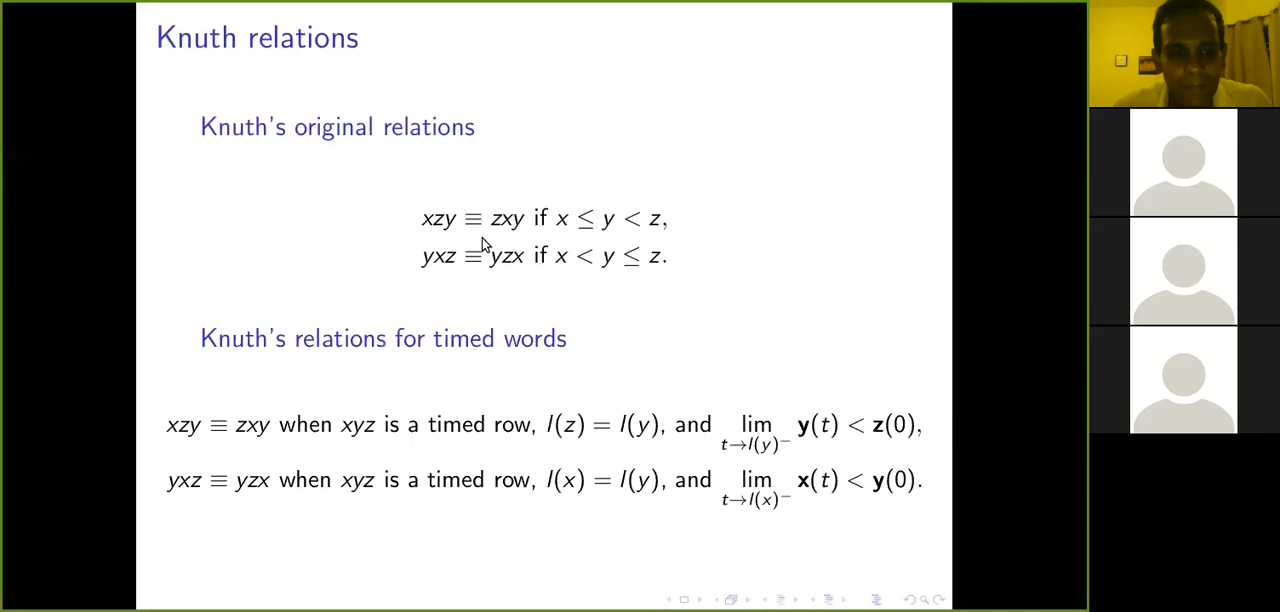 Knuth relations
Knuth's original relations
xzy ≡ zxy if x ≤ y < z,
yxz ≡ yzx if x < y ≤ z.
Knuth's relations for timed words
xzy ≡ zxy when xyz is a timed row, l(z) = l(y), and lim_{t→l(y)⁻} y(t) < z(0),
yxz ≡ yzx when xyz is a timed row, l(x) = l(y), and lim_{t→l(x)⁻} x(t) < y(0).